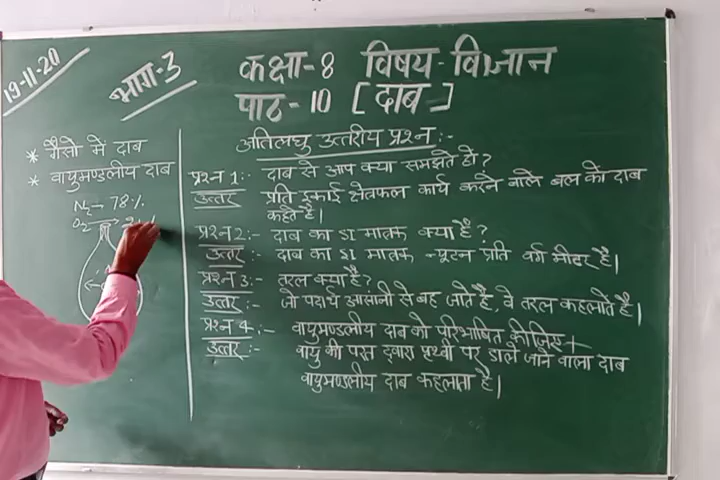 19-11-20
भाग-3
कक्षा-8 विषय-विज्ञान
पाठ-10 [दाब]
* गैसो में दाब
* वायुमण्डलीय दाब
N₂→ 78%
O₂→
अतिलघु उत्तरीय प्रश्न:-
प्रश्न 1:- दाब से आप क्या समझते हो?
उत्तर प्रति इकाई क्षेत्रफल कार्य करने वाले बल को दाब
कहते है।
प्रश्न 2:- दाब का SI मात्रक क्या है?
उत्तर:- दाब का SI मात्रक न्यूटन प्रति वर्ग मीटर है।
प्रश्न 3:- तरल क्या है?
उत्तर:- जो पदार्थ आसानी से बह जाते है, वे तरल कहलाते है।
प्रश्न 4:- वायुमण्डलीय दाब को परिभाषित कीजिए
उत्तर:- वायु की परत द्वारा पृथ्वी पर डाले जाने वाला दाब
वायुमण्डलीय दाब कहलाता है।